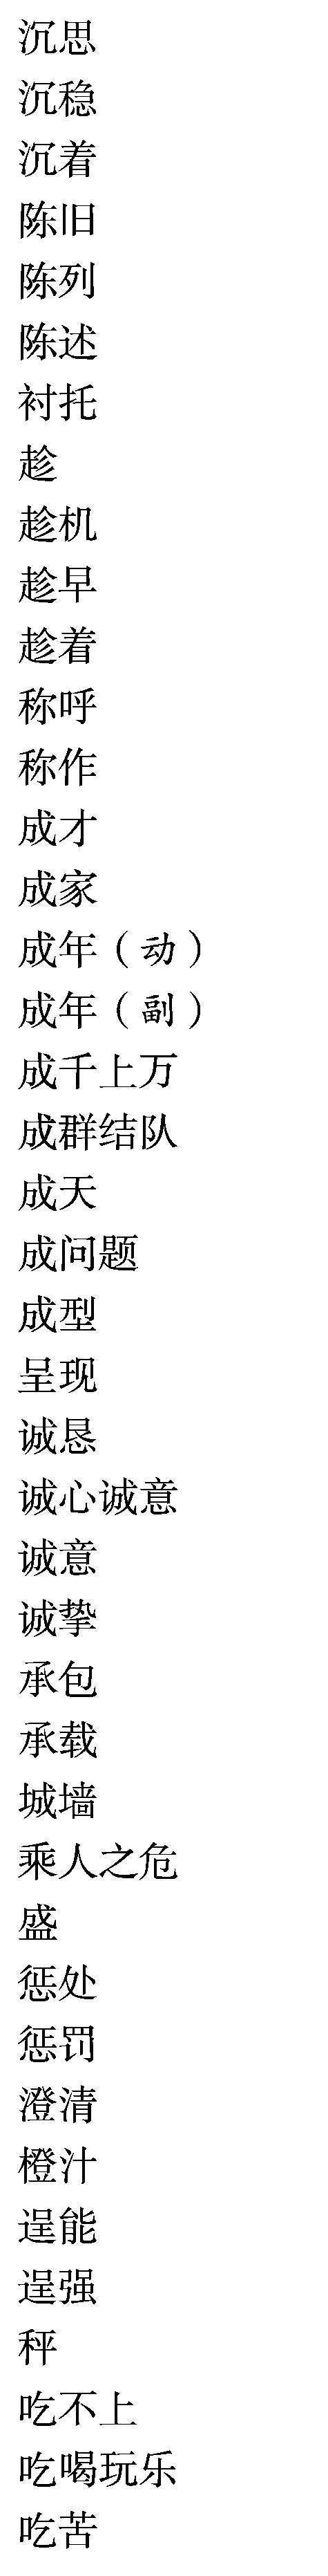 沉思
沉稳
沉着
陈旧
陈列
陈述
衬托
趁
趁机
趁早
趁着
称呼
称作
成才
成家
成年（动）
成年（副）
成千上万
成群结队
成天
成问题
成型
呈现
诚恳
诚心诚意
诚意
诚挚
承包
承载
城墙
乘人之危
盛
惩处
惩罚
澄清
橙汁
逞能
逞强
秤
吃不上
吃喝玩乐
吃苦